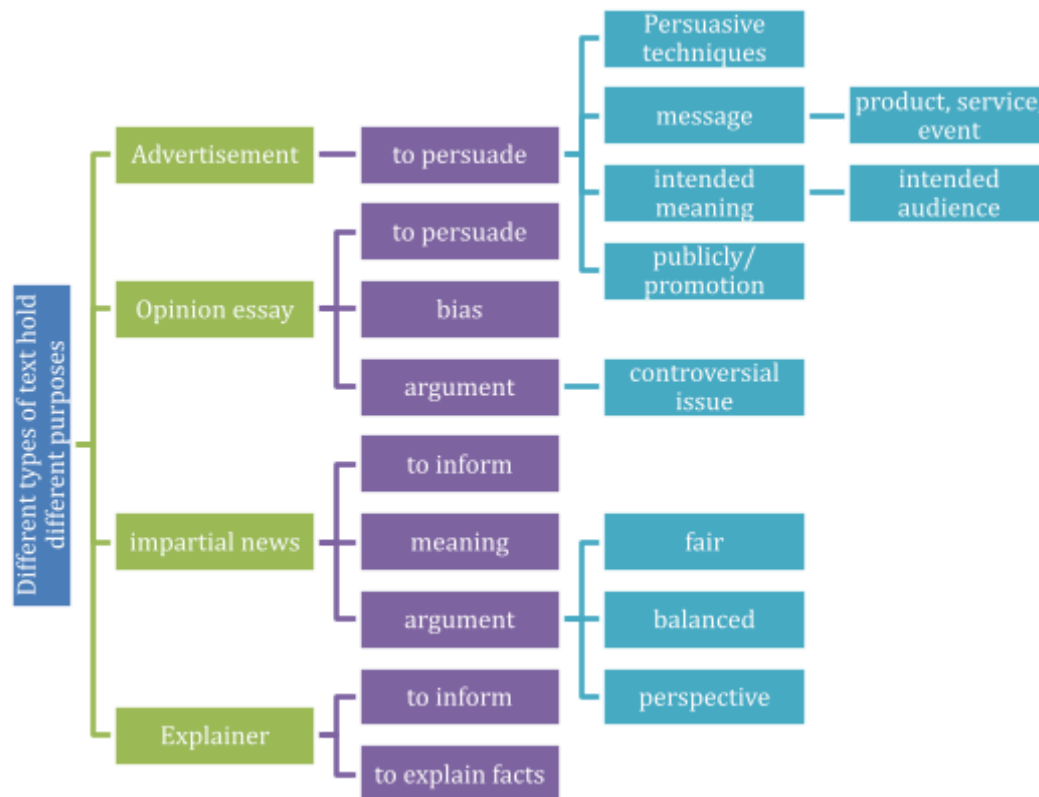 Different types of text hold
different purposes
Advertisement
to persuade
Persuasive
techniques
message
product, service,
event
intended
meaning
intended
audience
publicly/
promotion
Opinion essay
to persuade
bias
argument
controversial
issue
impartial news
to inform
meaning
argument
fair
balanced
perspective
Explainer
to inform
to explain facts